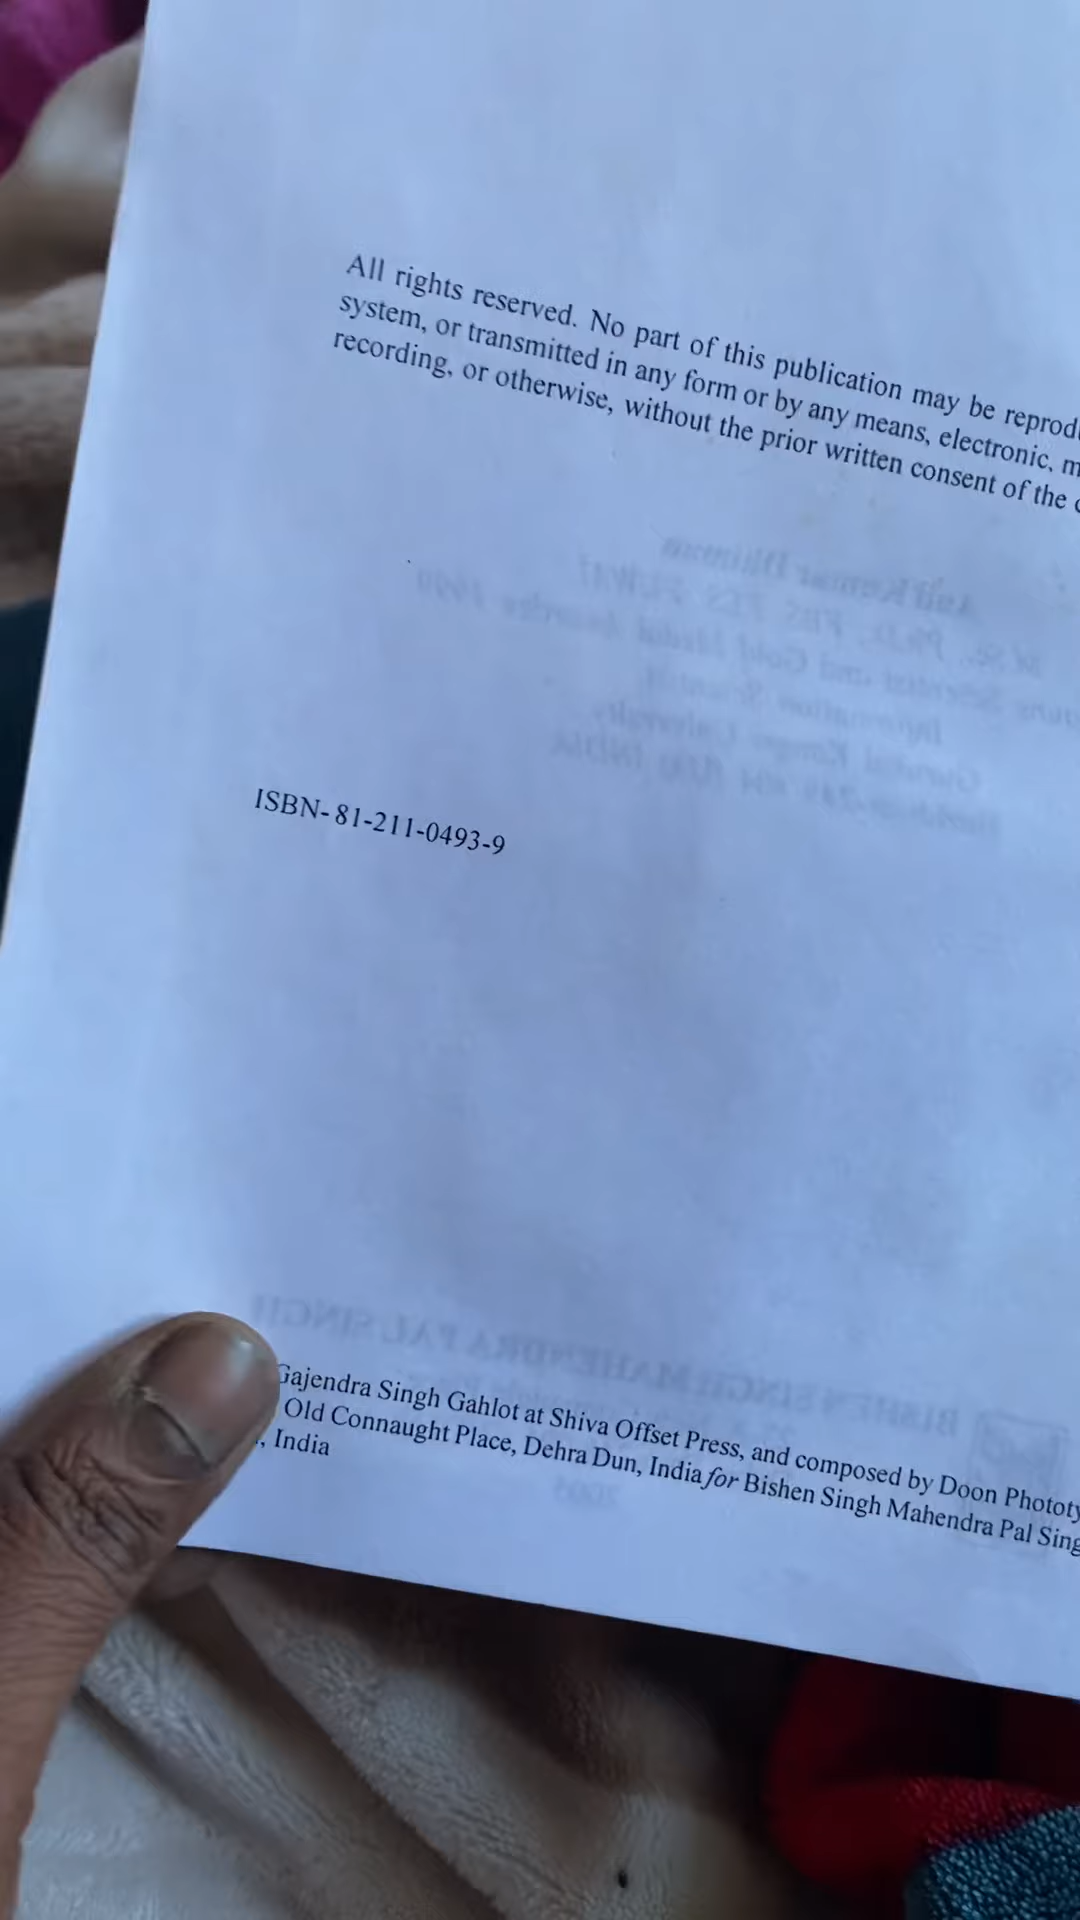 All rights reserved. No part of this publication may be reprod
system, or transmitted in any form or by any means, electronic, m
recording, or otherwise, without the prior written consent of the
ISBN- 81-211-0493-9
Gajendra Singh Gahlot at Shiva Offset Press, and composed by Doon Phototy
Old Connaught Place, Dehra Dun, India for Bishen Singh Mahendra Pal Sing
, India